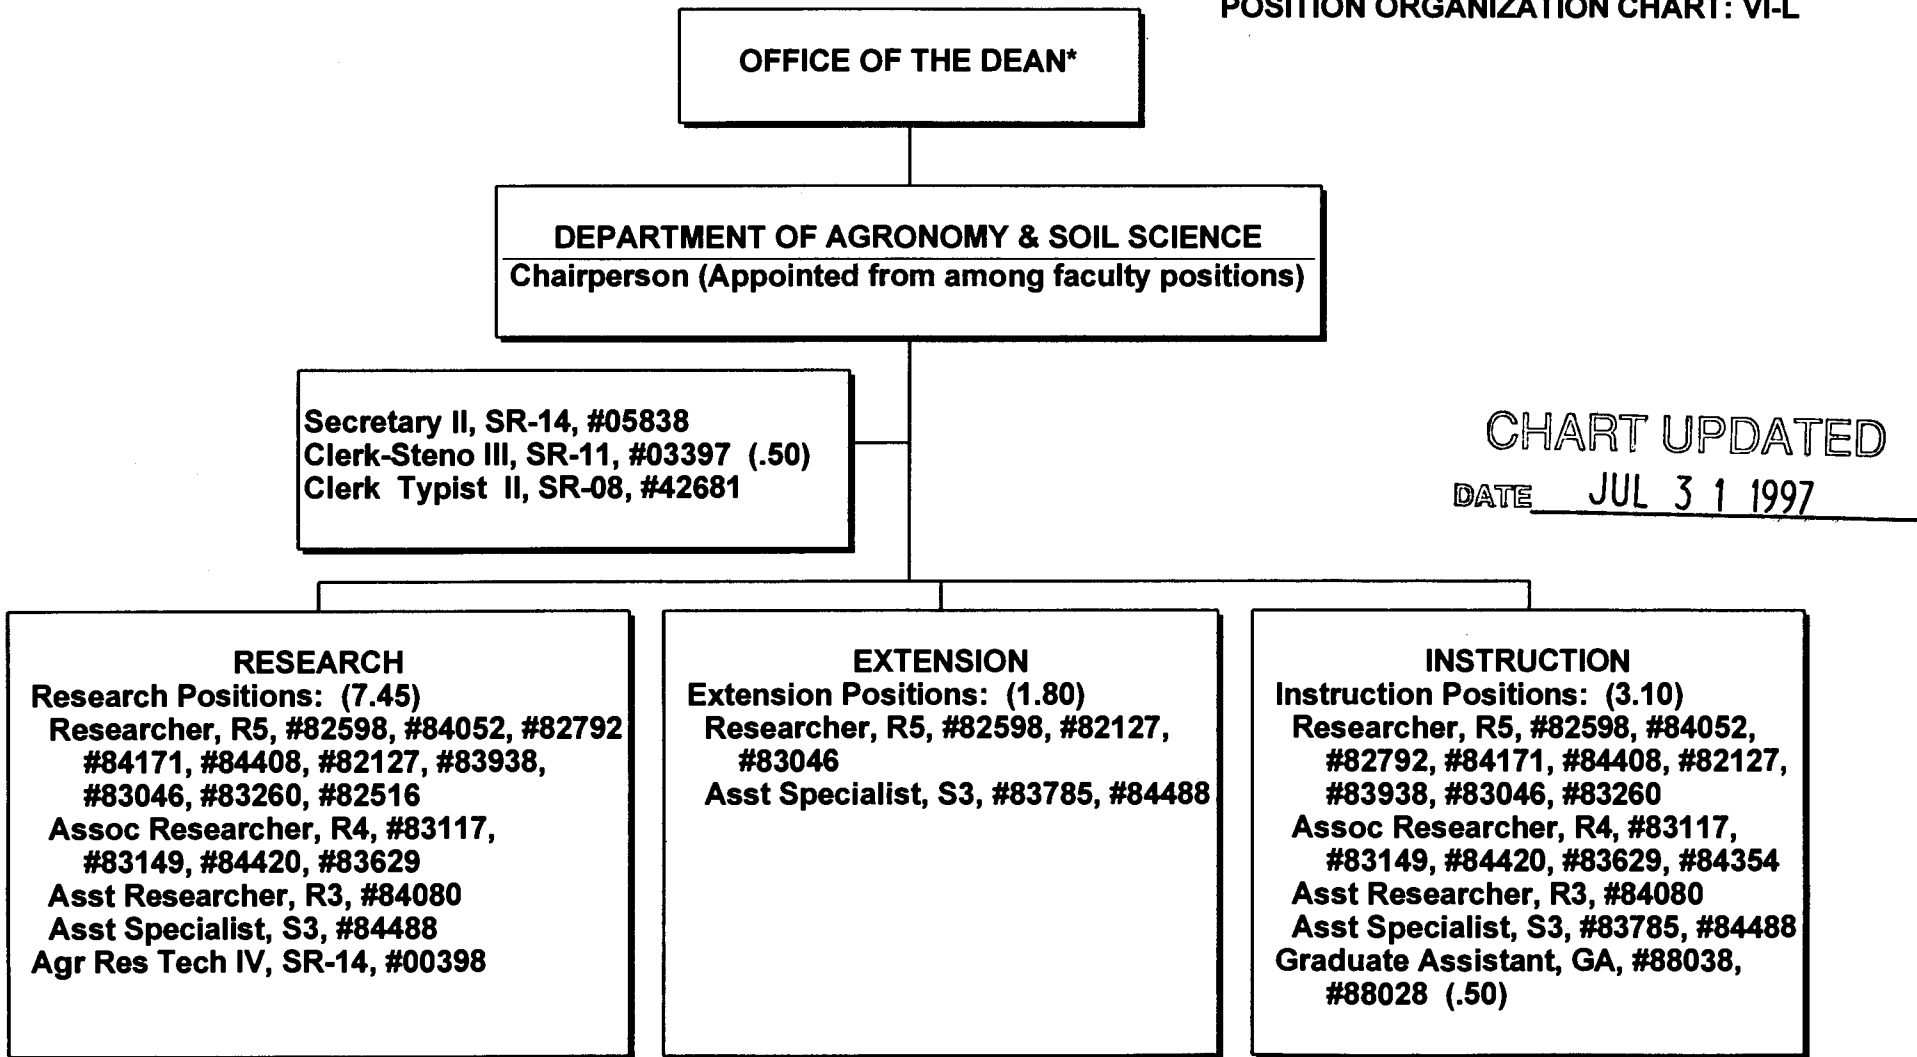 POSITION ORGANIZATION CHART: VI-L
OFFICE OF THE DEAN*
DEPARTMENT OF AGRONOMY & SOIL SCIENCE
Chairperson (Appointed from among faculty positions)
Secretary II, SR-14, #05838
Clerk-Steno III, SR-11, #03397 (.50)
Clerk Typist II, SR-08, #42681
CHART UPDATED
DATE JUL 3 1 1997
RESEARCH
Research Positions: (7.45)
Researcher, R5, #82598, #84052, #82792
#84171, #84408, #82127, #83938,
#83046, #83260, #82516
Assoc Researcher, R4, #83117,
#83149, #84420, #83629
Asst Researcher, R3, #84080
Asst Specialist, S3, #84488
Agr Res Tech IV, SR-14, #00398
EXTENSION
Extension Positions: (1.80)
Researcher, R5, #82598, #82127,
#83046
Asst Specialist, S3, #83785, #84488
INSTRUCTION
Instruction Positions: (3.10)
Researcher, R5, #82598, #84052,
#82792, #84171, #84408, #82127,
#83938, #83046, #83260
Assoc Researcher, R4, #83117,
#83149, #84420, #83629, #84354
Asst Researcher, R3, #84080
Asst Specialist, S3, #83785, #84488
Graduate Assistant, GA, #88038,
#88028 (.50)